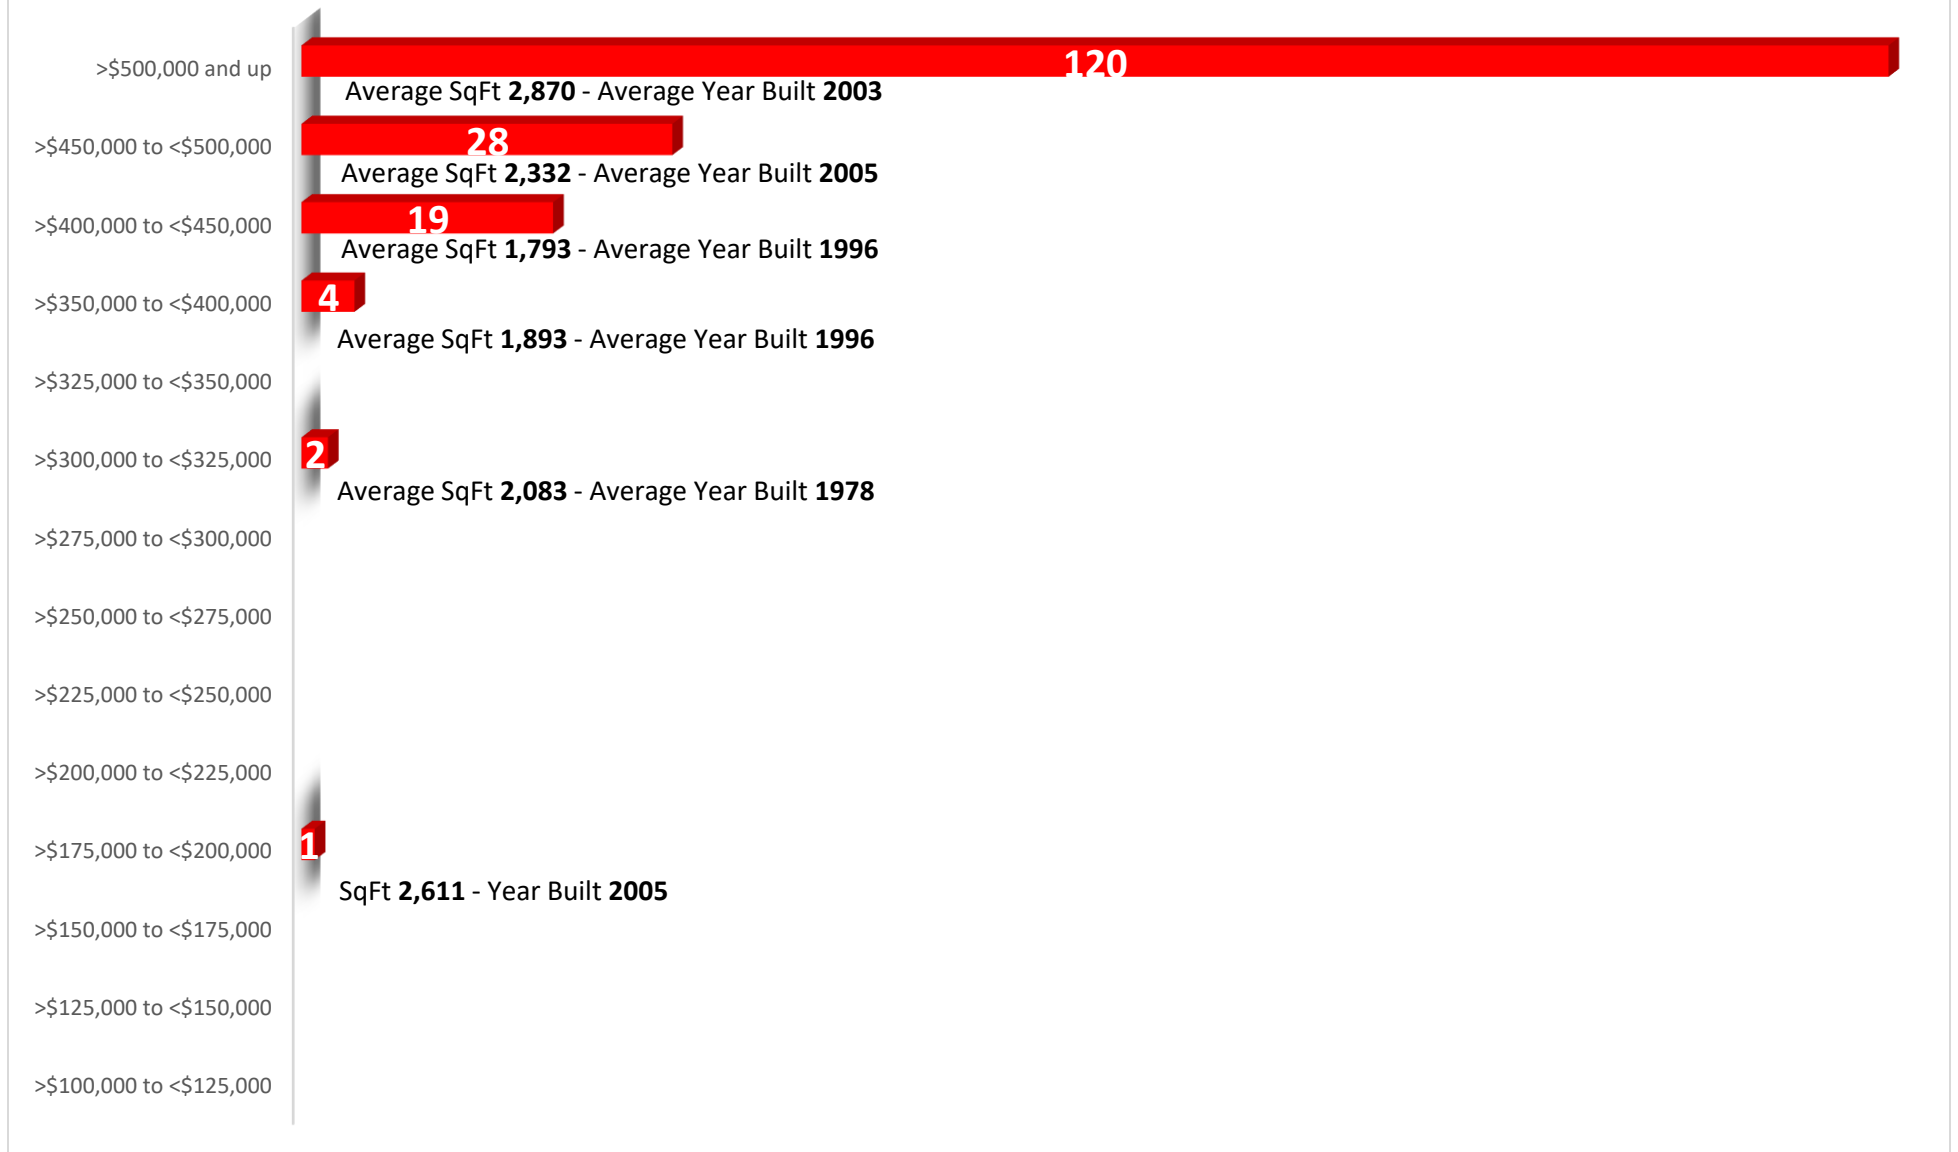 >$500,000 and up
120
Average SqFt 2,870 - Average Year Built 2003
>$450,000 to <$500,000
28
Average SqFt 2,332 - Average Year Built 2005
>$400,000 to <$450,000
19
Average SqFt 1,793 - Average Year Built 1996
>$350,000 to <$400,000
4
Average SqFt 1,893 - Average Year Built 1996
>$325,000 to <$350,000
>$300,000 to <$325,000
2
Average SqFt 2,083 - Average Year Built 1978
>$275,000 to <$300,000
>$250,000 to <$275,000
>$225,000 to <$250,000
>$200,000 to <$225,000
>$175,000 to <$200,000
1
SqFt 2,611 - Year Built 2005
>$150,000 to <$175,000
>$125,000 to <$150,000
>$100,000 to <$125,000